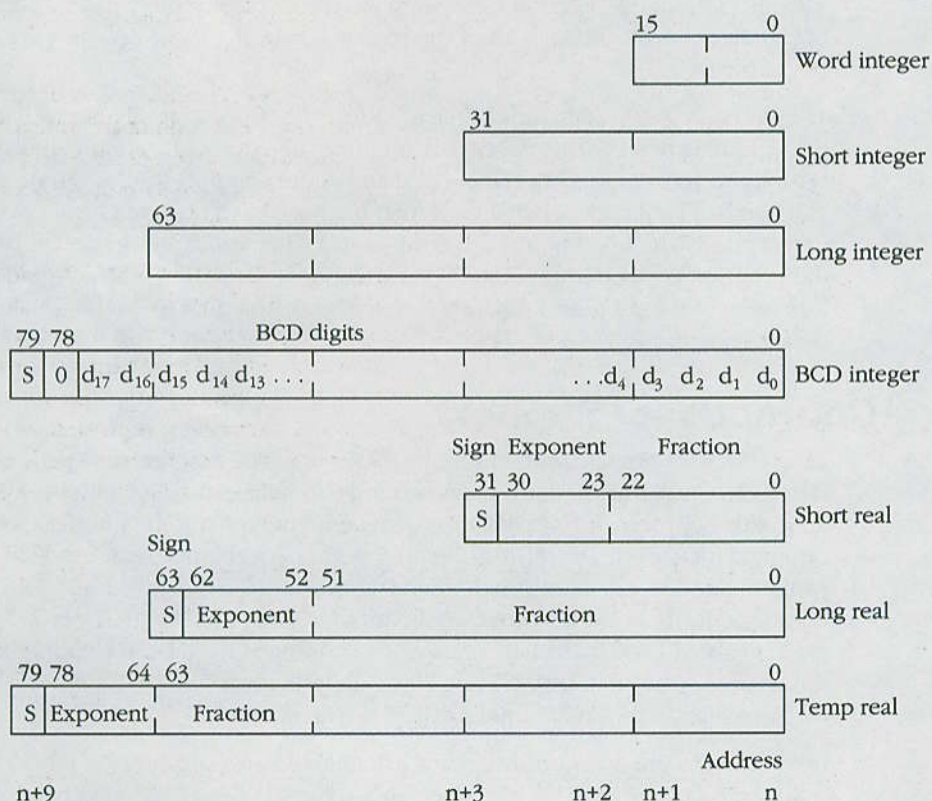 15 0
Word integer
31 0
Short integer
63 0
Long integer
BCD digits
79 78 0
S 0 d17 d16 d15 d14 d13 ... ...d4 d3 d2 d1 d0 BCD integer
Sign Exponent Fraction
31 30 23 22 0
S Short real
Sign
63 62 52 51 0
S Exponent Fraction Long real
79 78 64 63 0
S Exponent Fraction Temp real
Address
n+9 n+3 n+2 n+1 n